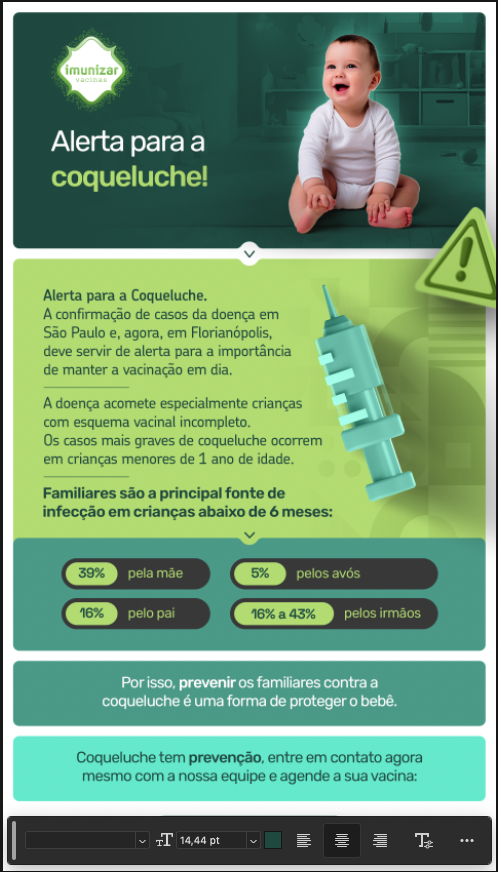 imunizar
vacinas
Alerta para a
coqueluche!
Alerta para a Coqueluche.
A confirmação de casos da doença em
São Paulo e, agora, em Florianópolis,
deve servir de alerta para a importância
de manter a vacinação em dia.
A doença acomete especialmente crianças
com esquema vacinal incompleto.
Os casos mais graves de coqueluche ocorrem
em crianças menores de 1 ano de idade.
Familiares são a principal fonte de
infecção em crianças abaixo de 6 meses:
39% pela mãe
5% pelos avós
16% pelo pai
16% a 43% pelos irmãos
Por isso, prevenir os familiares contra a
coqueluche é uma forma de proteger o bebê.
Coqueluche tem prevenção, entre em contato agora
mesmo com a nossa equipe e agende a sua vacina:
14,44 pt